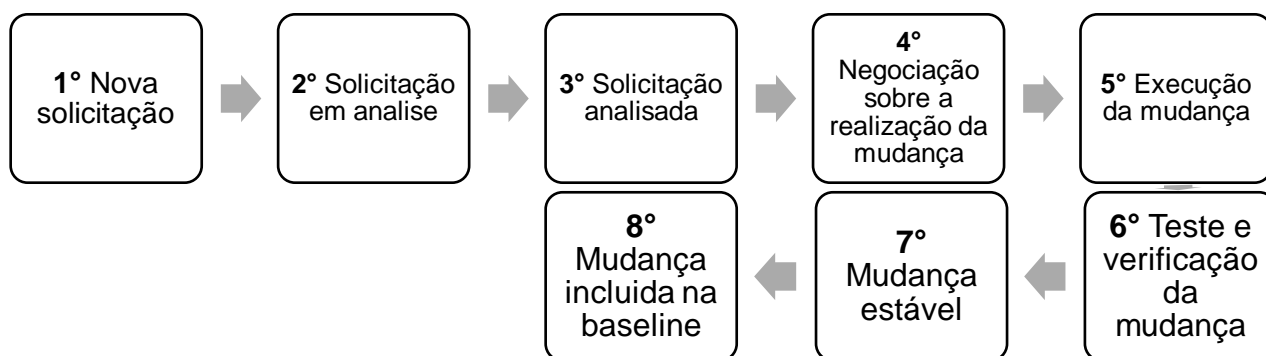 1° Nova
solicitação
2° Solicitação
em analise
3° Solicitação
analisada
4°
Negociação
sobre a
realização da
mudança
5° Execução
da mudança
6° Teste e
verificação
da
mudança
7°
Mudança
estável
8°
Mudança
incluida na
baseline